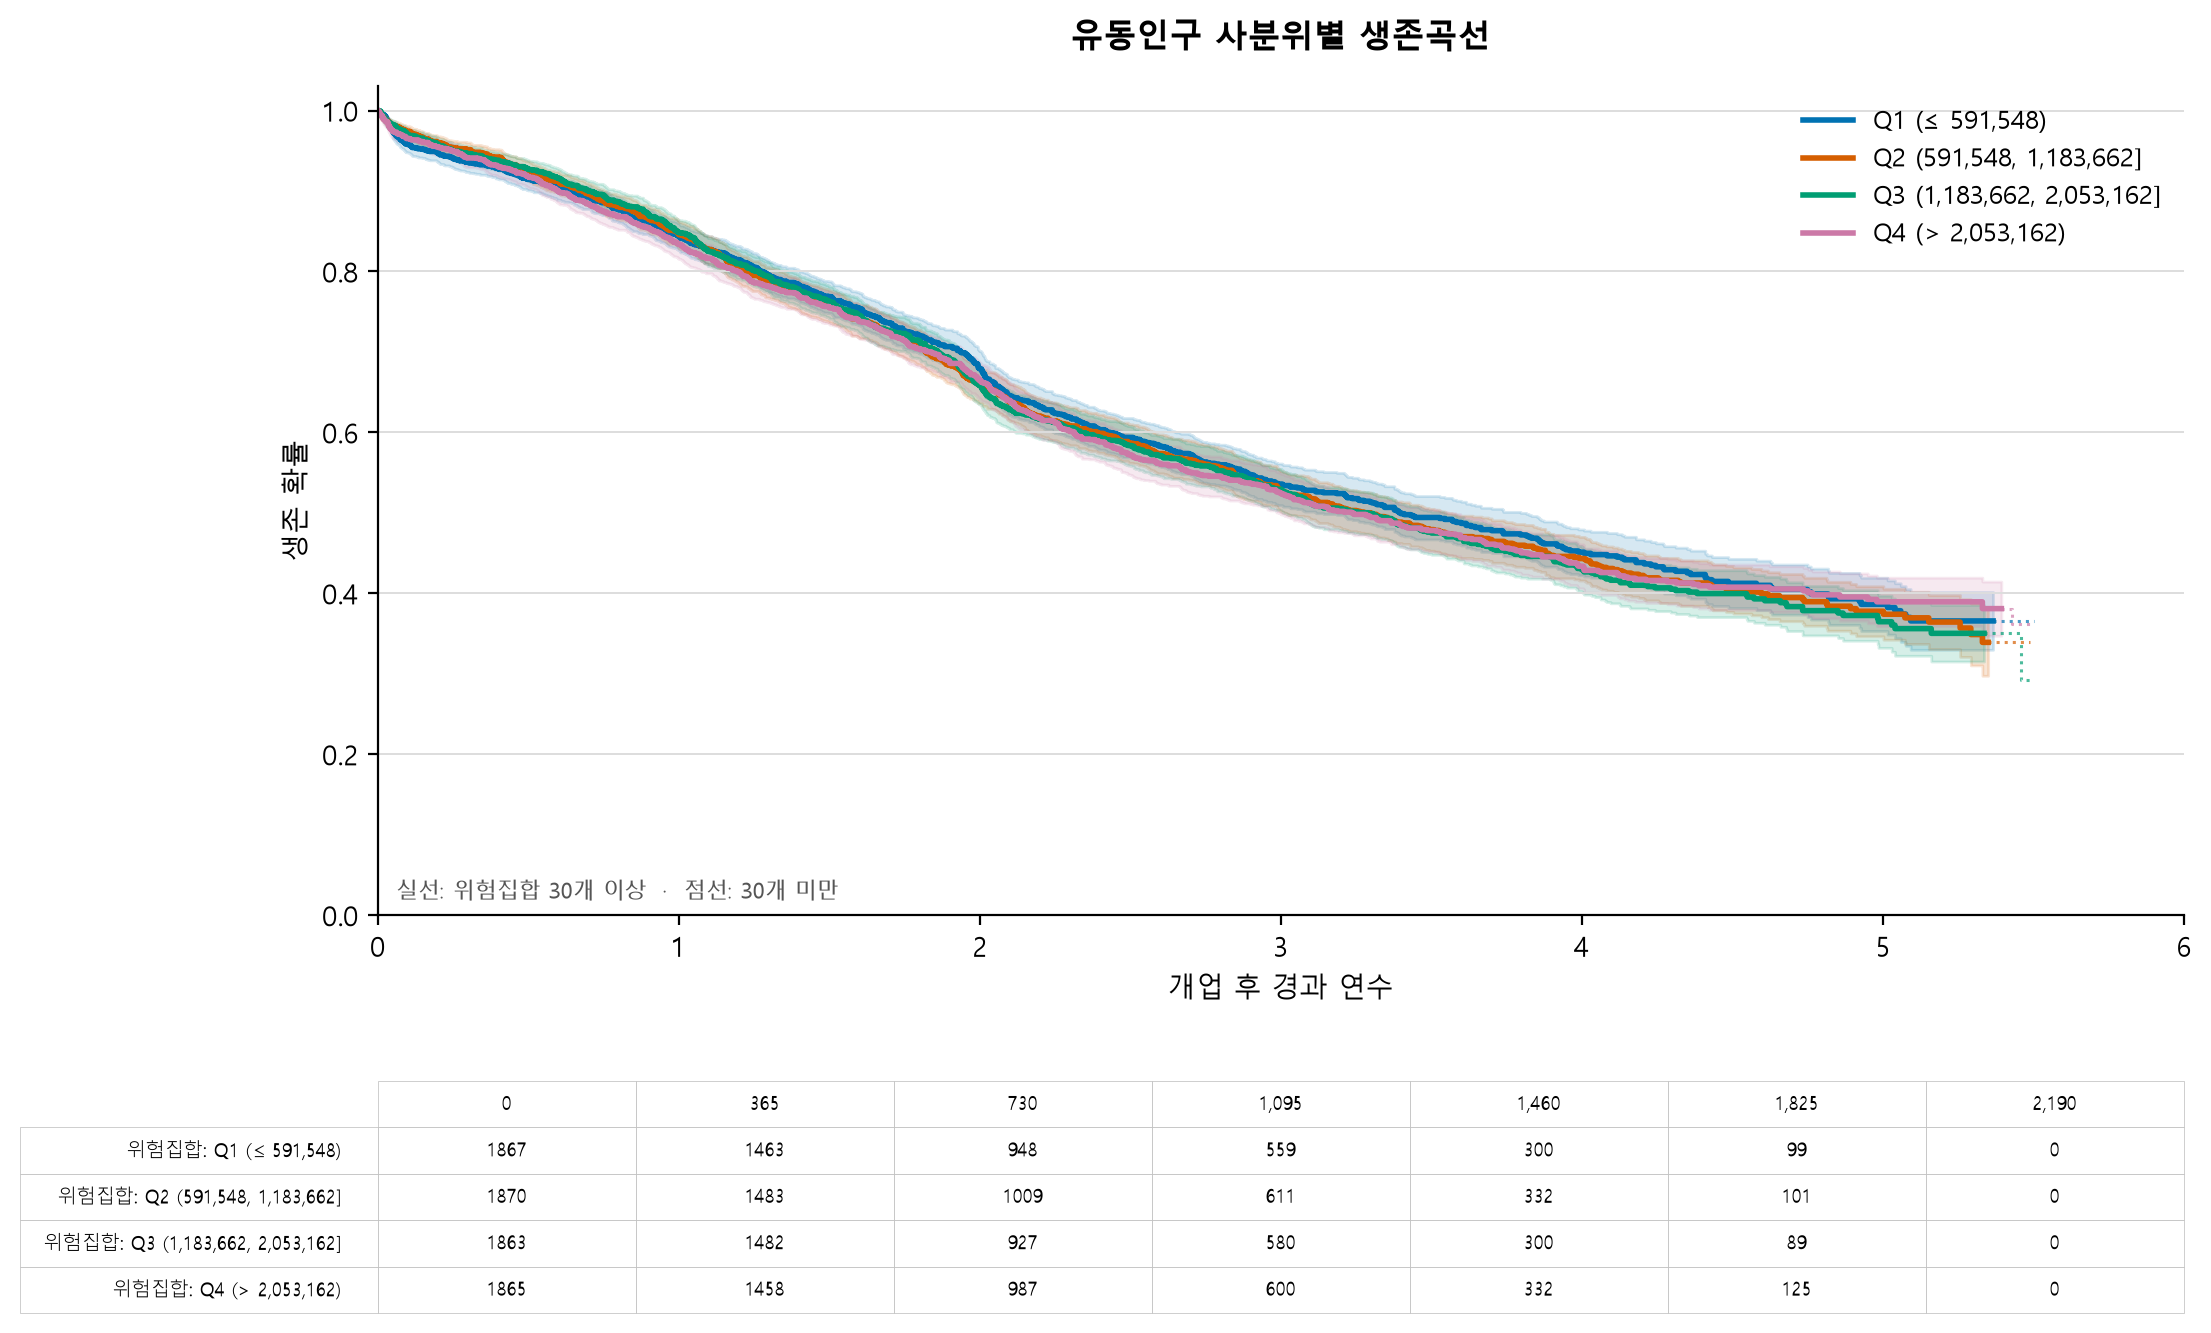 유동인구 사분위별 생존곡선
1.0
0.8
0.6
0.4
0.2
0.0
생존 확률
Q1 (≤ 591,548)
Q2 (591,548, 1,183,662]
Q3 (1,183,662, 2,053,162]
Q4 (> 2,053,162)
실선: 위험집합 30개 이상 · 점선: 30개 미만
0 1 2 3 4 5 6
개업 후 경과 연수
0 365 730 1,095 1,460 1,825 2,190
위험집합: Q1 (≤ 591,548) 1867 1463 948 559 300 99 0
위험집합: Q2 (591,548, 1,183,662] 1870 1483 1009 611 332 101 0
위험집합: Q3 (1,183,662, 2,053,162] 1863 1482 927 580 300 89 0
위험집합: Q4 (> 2,053,162) 1865 1458 987 600 332 125 0